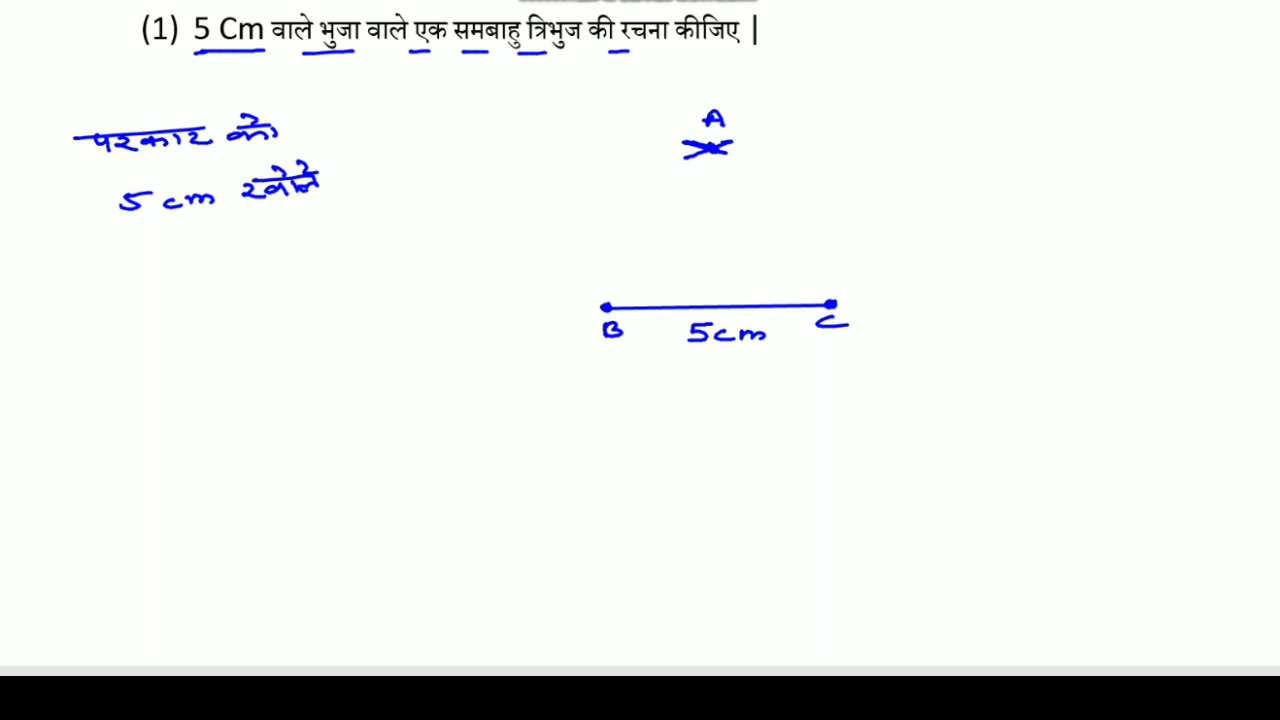 (1) 5 Cm वाले भुजा वाले एक समबाहु त्रिभुज की रचना कीजिए |
परकार को
5 cm खोले
A
B 5cm C